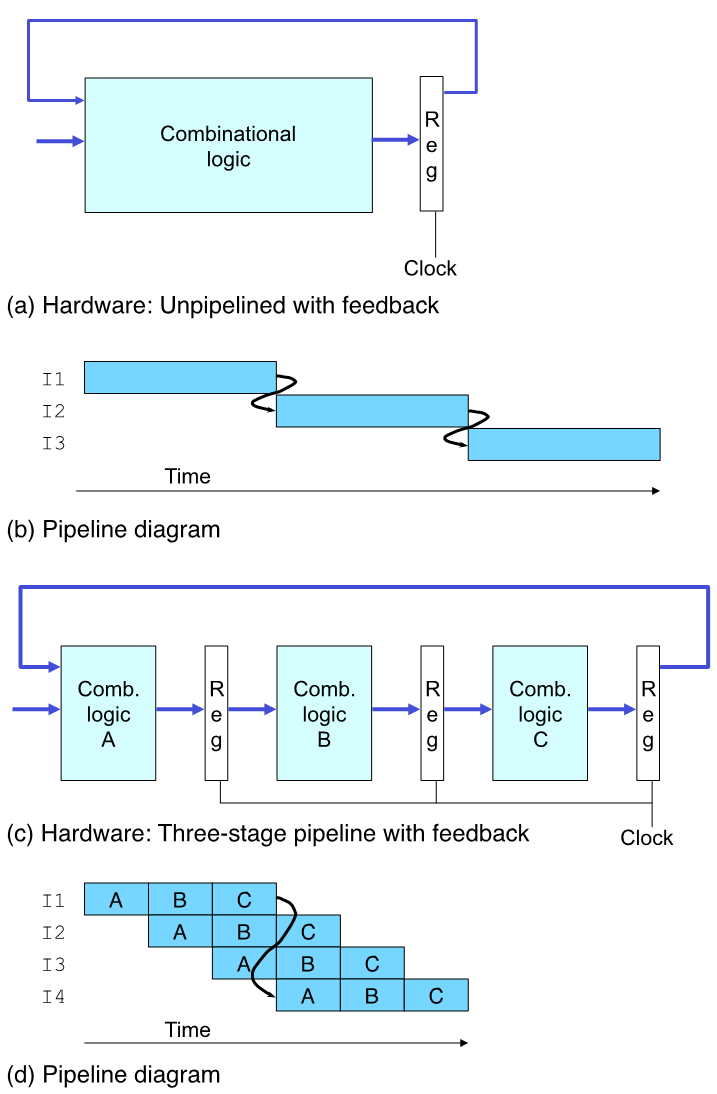 Combinational
logic
R
e
g
Clock
(a) Hardware: Unpipelined with feedback
I1
I2
I3
Time
(b) Pipeline diagram
Comb.
logic
A
R
e
g
Comb.
logic
B
R
e
g
Comb.
logic
C
R
e
g
(c) Hardware: Three-stage pipeline with feedback
Clock
I1 A B C
I2 A B C
I3 A B C
I4 A B C
Time
(d) Pipeline diagram